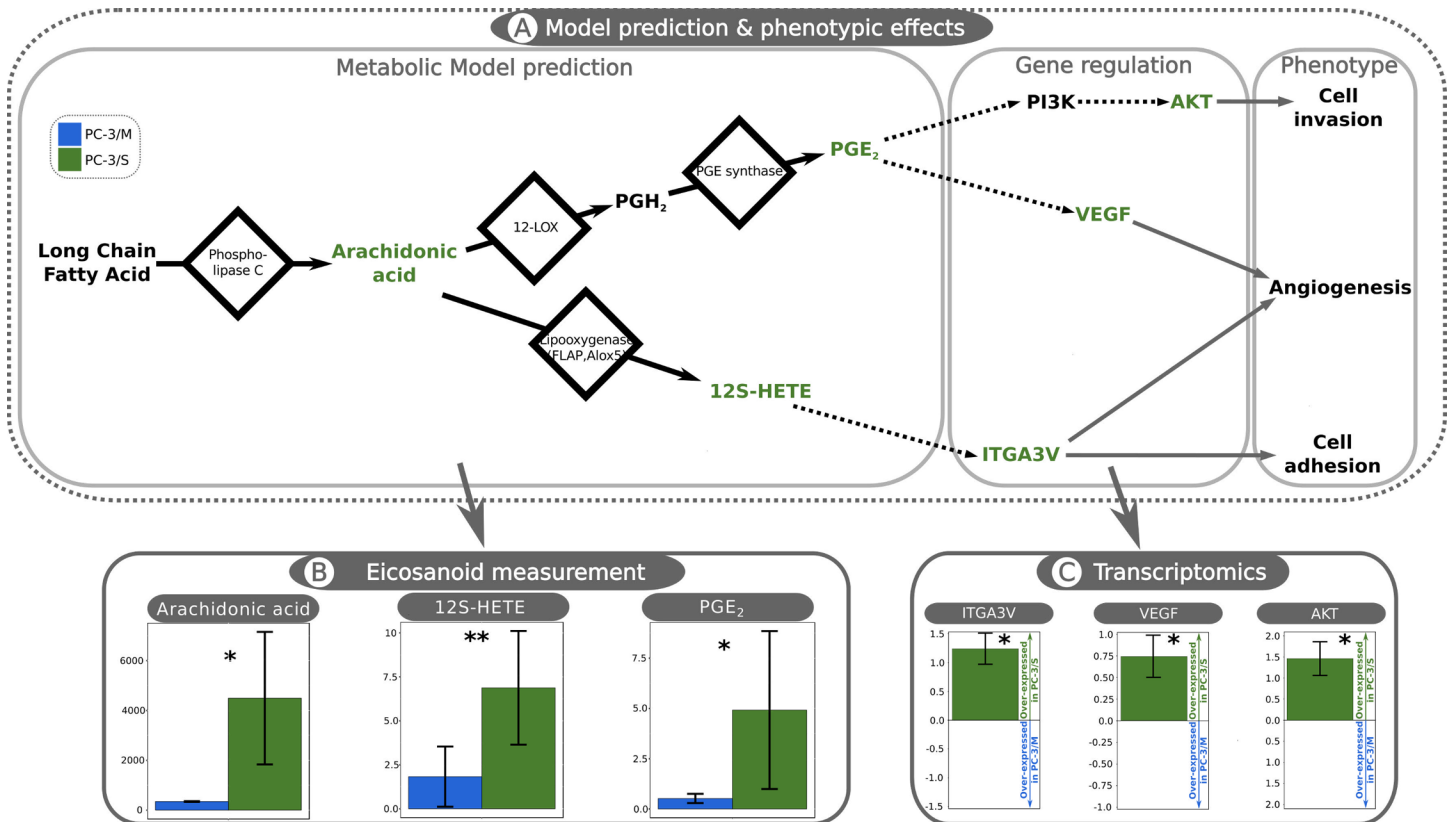 A Model prediction & phenotypic effects
Metabolic Model prediction
Gene regulation
Phenotype
PC-3/M
PC-3/S
Long Chain
Fatty Acid
Phospho-
lipase C
Arachidonic
acid
12-LOX
PGH₂
PGE synthase
PGE₂
Lipooxygenase
(FLAP,Alox5)
12S-HETE
PI3K
AKT
VEGF
ITGA3V
Cell
invasion
Angiogenesis
Cell
adhesion
B Eicosanoid measurement
Arachidonic acid
6000
4000
2000
0
*
12S-HETE
10
7.5
5.0
2.5
0.0
**
PGE₂
7.5
5.0
2.5
0.0
*
C Transcriptomics
ITGA3V
1.5
1.0
0.5
0.0
-0.5
-1.0
-1.5
*
Over-expressed
in PC-3/S
Over-expressed
in PC-3/M
VEGF
1.0
0.75
0.50
0.25
0.00
-0.25
-0.50
-0.75
-1.0
*
Over-expressed
in PC-3/S
Over-expressed
in PC-3/M
AKT
2.0
1.5
1.0
0.5
0.0
0.5
1.0
1.5
2.0
*
Over-expressed
in PC-3/S
Over-expressed
in PC-3/M